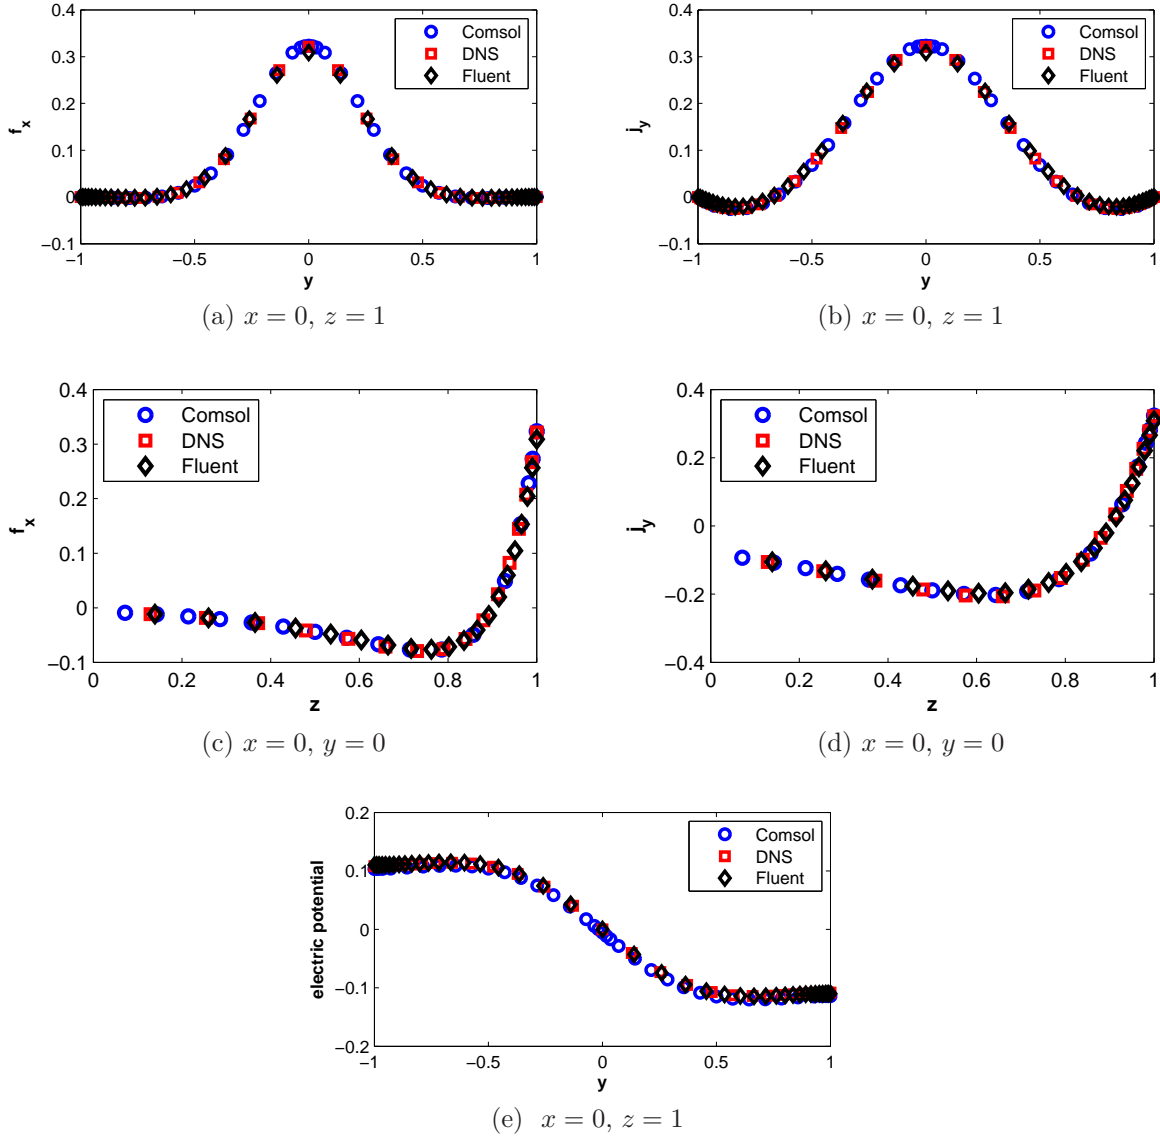 0.4
0.3
0.2
0.1
0
−0.1
−1
−0.5
0
0.5
1
f_x
y
Comsol
DNS
Fluent
(a) x = 0, z = 1
0.4
0.3
0.2
0.1
0
−0.1
−1
−0.5
0
0.5
1
j_y
y
Comsol
DNS
Fluent
(b) x = 0, z = 1
0.4
0.3
0.2
0.1
0
−0.1
0
0.2
0.4
0.6
0.8
1
f_x
z
Comsol
DNS
Fluent
(c) x = 0, y = 0
0.4
0.2
0
−0.2
−0.4
0
0.2
0.4
0.6
0.8
1
j_y
z
Comsol
DNS
Fluent
(d) x = 0, y = 0
0.2
0.1
0
−0.1
−0.2
−1
−0.5
0
0.5
1
electric potential
y
Comsol
DNS
Fluent
(e) x = 0, z = 1